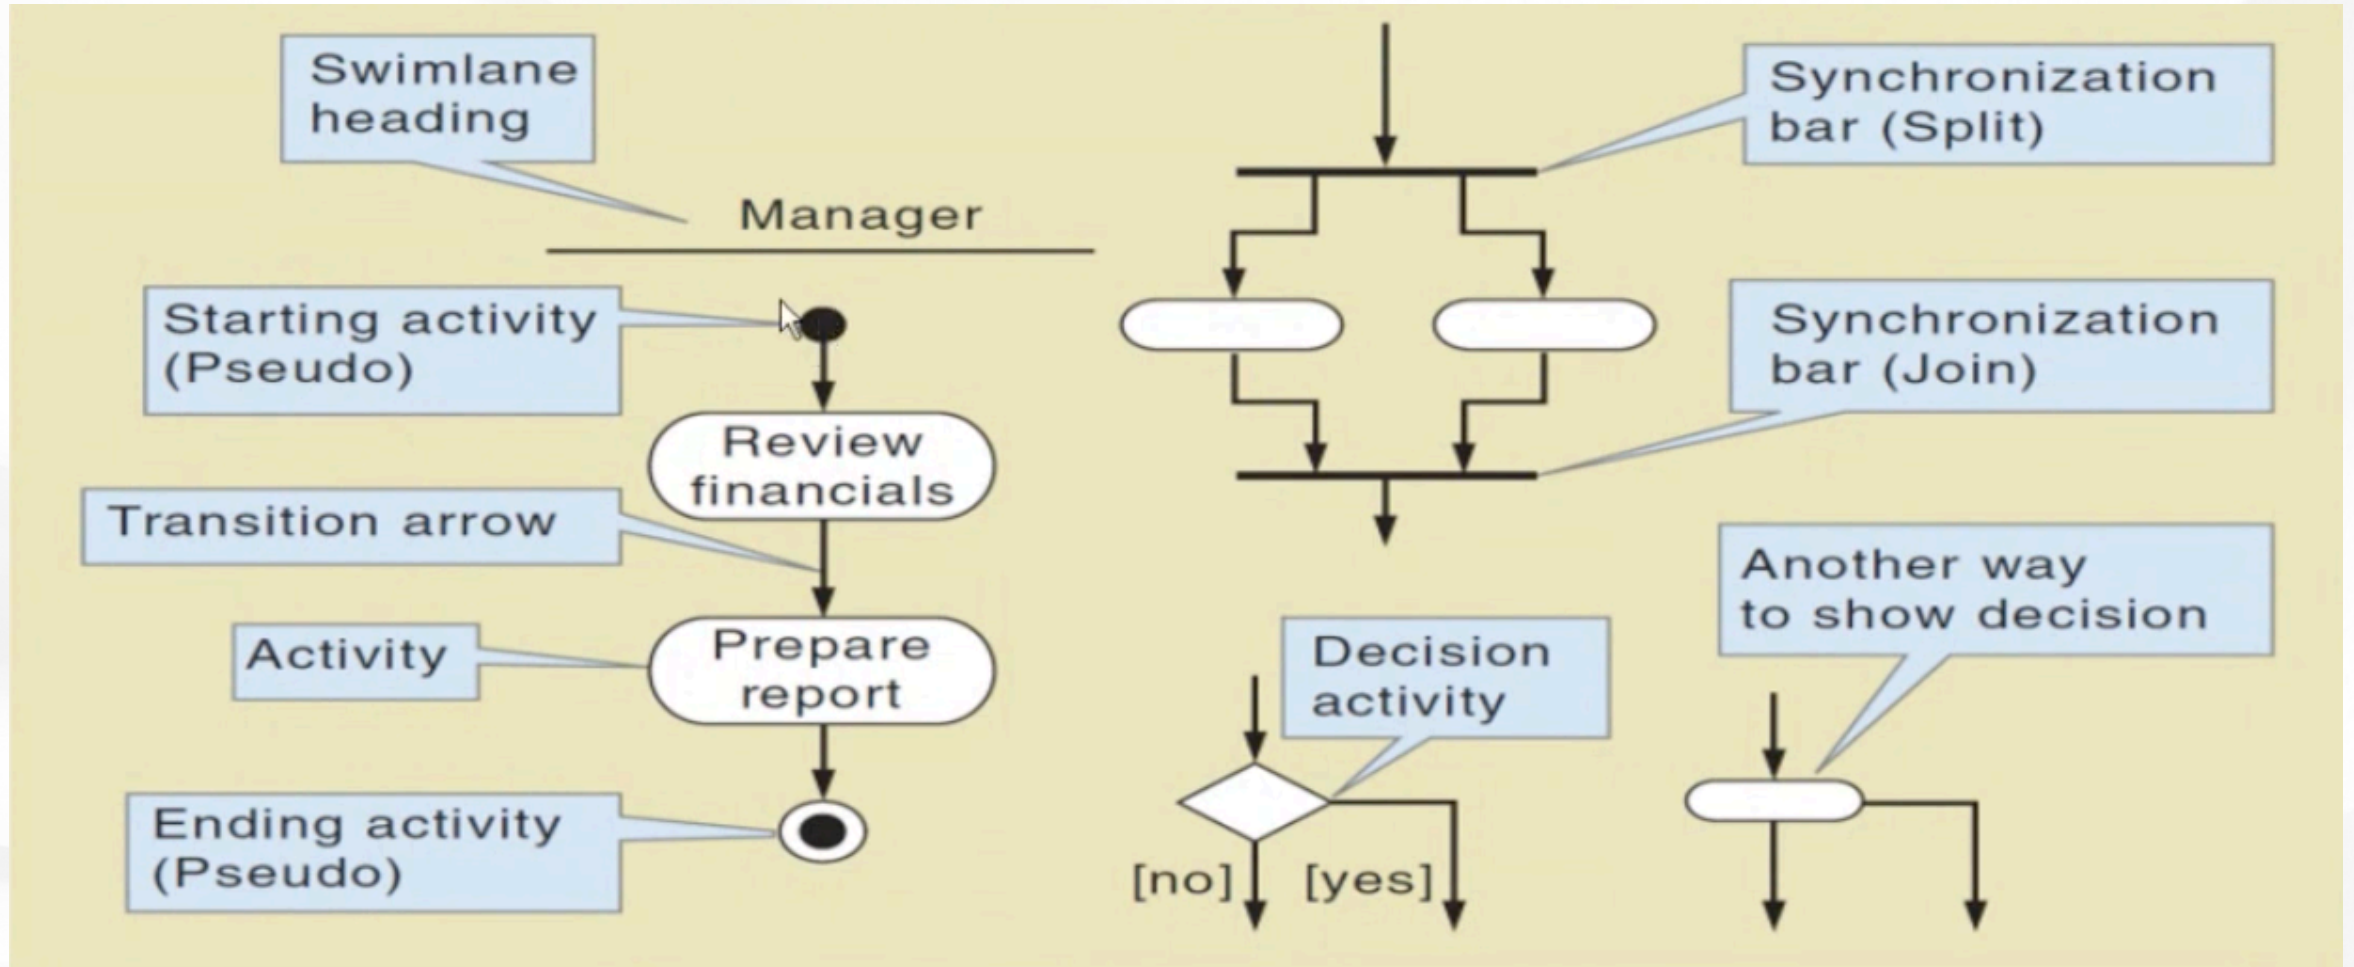 Swimlane
heading
Manager
Starting activity
(Pseudo)
Review
financials
Transition arrow
Activity
Prepare
report
Ending activity
(Pseudo)
Synchronization
bar (Split)
Synchronization
bar (Join)
Another way
to show decision
Decision
activity
[no] [yes]